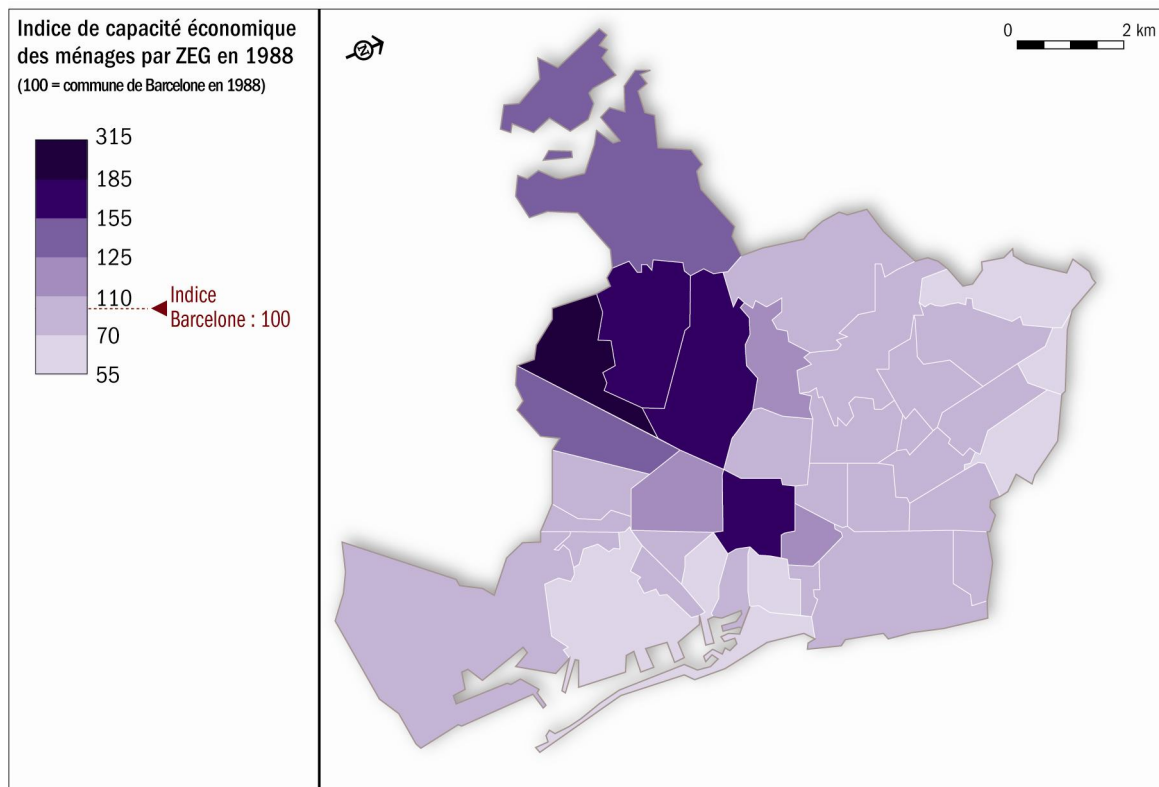 Indice de capacité économique
des ménages par ZEG en 1988
(100 = commune de Barcelone en 1988)
315
185
155
125
110
70
55
Indice
Barcelone : 100
N
0 2 km